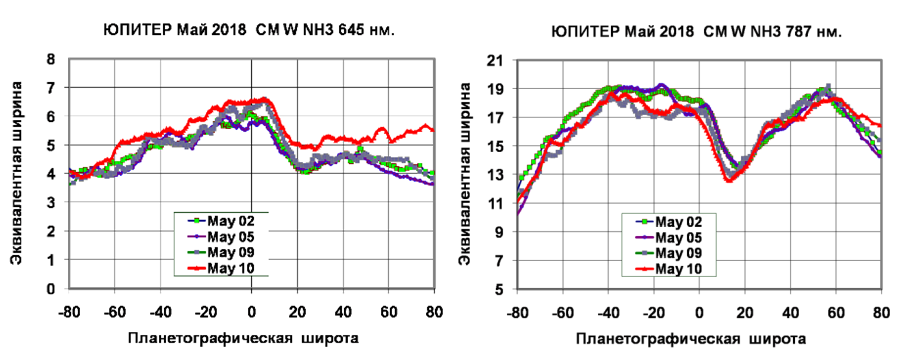 ЮПИТЕР Май 2018 CM W NH3 645 нм.
Эквивалентная ширина
8
7
6
5
4
3
2
1
0
May 02
May 05
May 09
May 10
-80 -60 -40 -20 0 20 40 60 80
Планетографическая широта
ЮПИТЕР Май 2018 CM W NH3 787 нм.
Эквивалентная ширина
21
19
17
15
13
11
9
7
5
May 02
May 05
May 09
May 10
-80 -60 -40 -20 0 20 40 60 80
Планетографическая широта